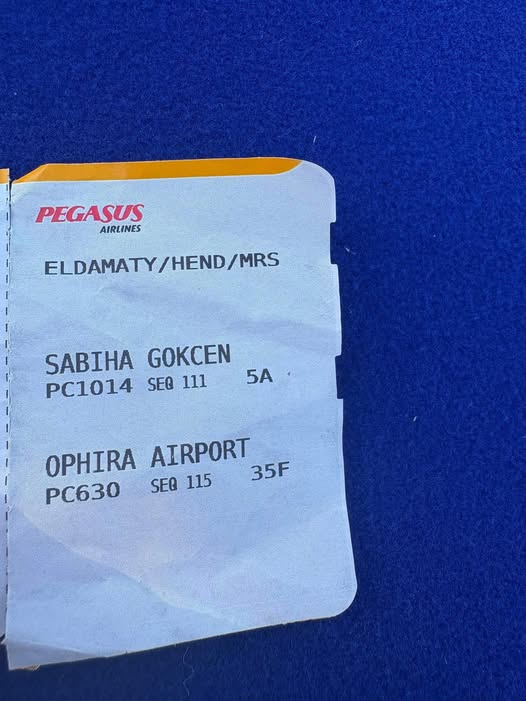 PEGASUS
AIRLINES
ELDAMATY/HEND/MRS
SABIHA GOKCEN
PC1014 SEQ 111 5A
OPHIRA AIRPORT
PC630 SEQ 115 35F